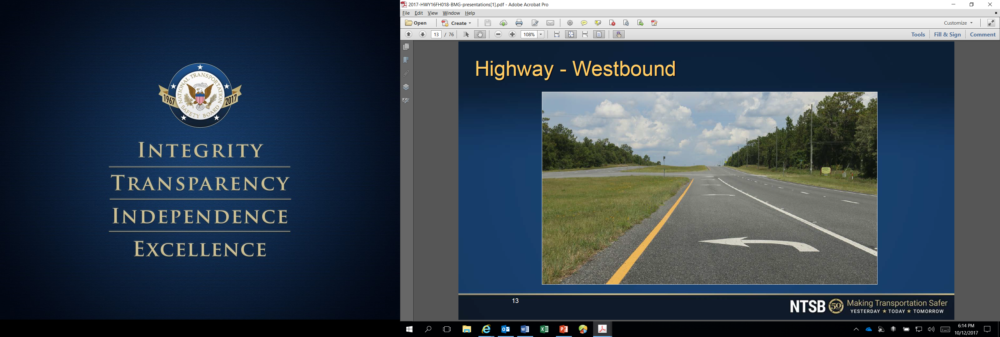 1967
NATIONAL TRANSPORTATION
SAFETY BOARD
2017
INTEGRITY
TRANSPARENCY
INDEPENDENCE
EXCELLENCE
2017-HWY16FH018-BMG-presentations[1].pdf - Adobe Acrobat Pro
File Edit View Window Help
Open Create Customize
13 / 76 108% Tools Fill & Sign Comment
Highway - Westbound
13
NTSB 50 Making Transportation Safer
YESTERDAY ★ TODAY ★ TOMORROW
6:14 PM
10/12/2017